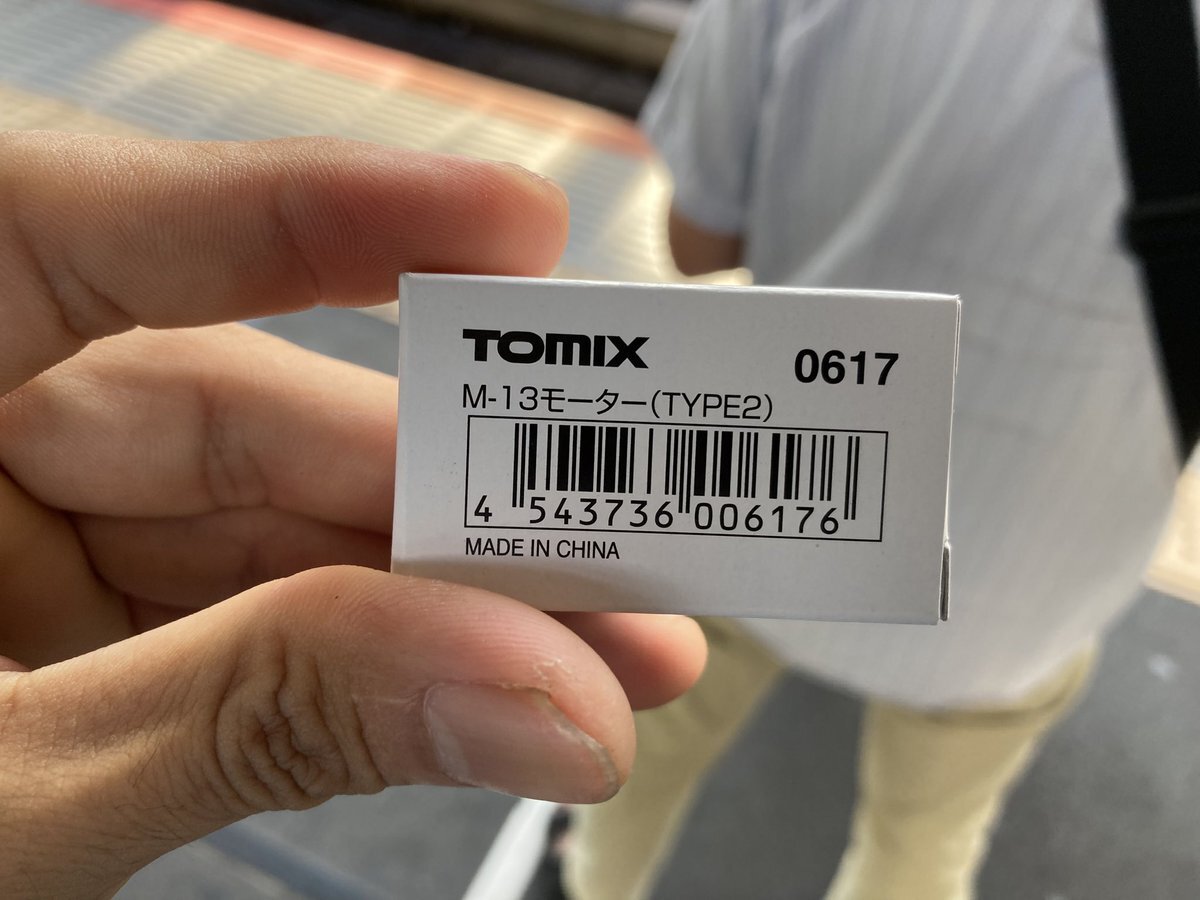 TOMIX
0617
M-13モーター(TYPE2)
4 543736 006176
MADE IN CHINA